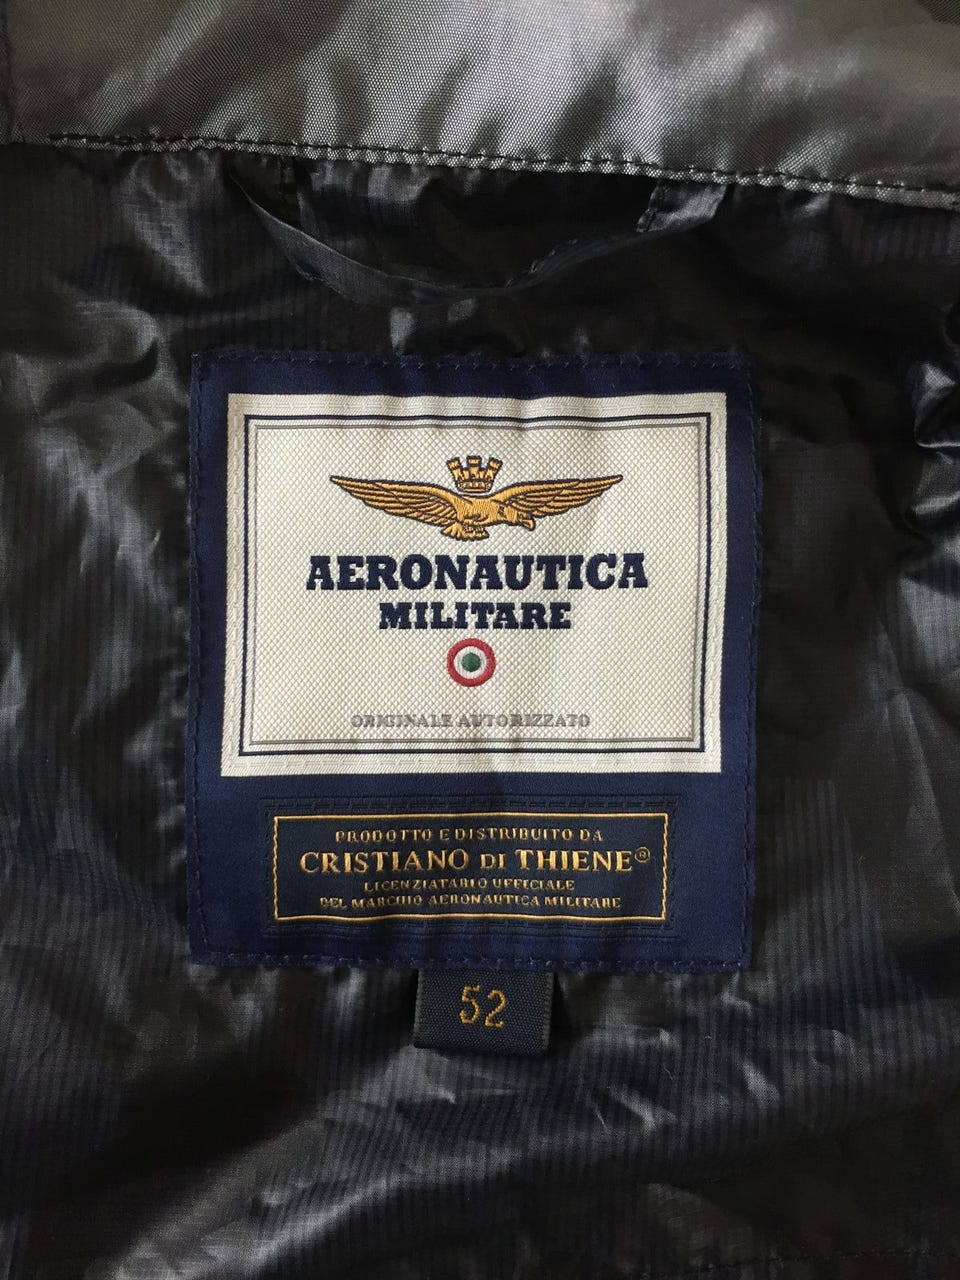 AERONAUTICA
MILITARE
ORIGINALE AUTORIZZATO
PRODOTTO E DISTRIBUITO DA
CRISTIANO DI THIENE®
LICENZIATARIO UFFICIALE
DEL MARCHIO AERONAUTICA MILITARE
52